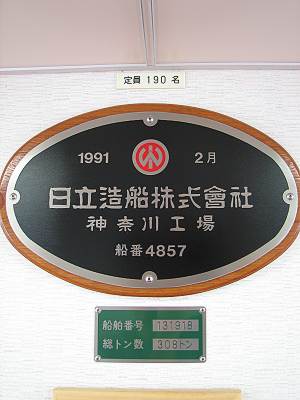 定員 190 名
1991 2月
日立造船株式會社
神奈川工場
船番4857
船舶番号 131918
総トン数 308トン